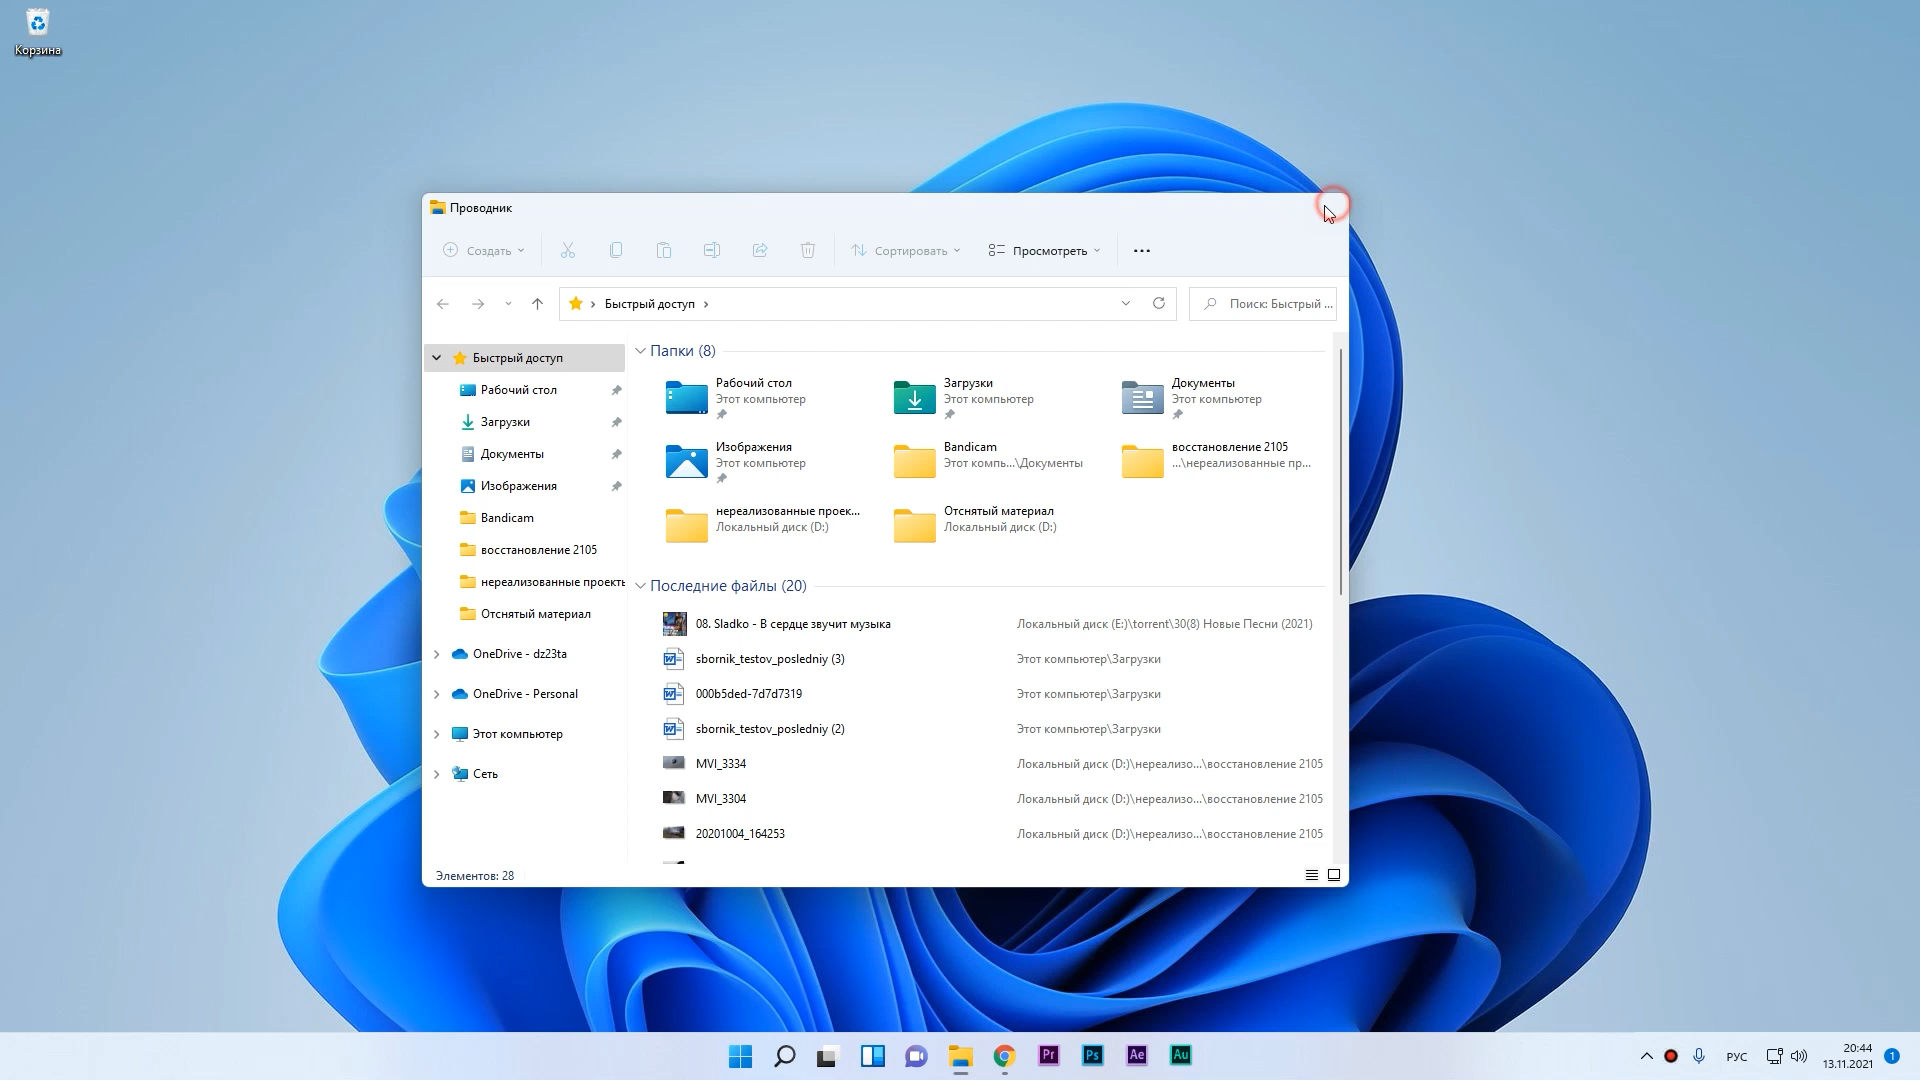 Корзина
Проводник
Создать
Сортировать
Просмотреть
Быстрый доступ
Поиск: Быстрый ...
Быстрый доступ
Рабочий стол
Загрузки
Документы
Изображения
Bandicam
восстановление 2105
нереализованные проекты
Отснятый материал
OneDrive - dz23ta
OneDrive - Personal
Этот компьютер
Сеть
Папки (8)
Рабочий стол
Этот компьютер
Загрузки
Этот компьютер
Документы
Этот компьютер
Изображения
Этот компьютер
Bandicam
Этот компь...\Документы
восстановление 2105
...\нереализованные пр...
нереализованные проек...
Локальный диск (D:)
Отснятый материал
Локальный диск (D:)
Последние файлы (20)
08. Sladko - В сердце звучит музыка Локальный диск (E:)\torrent\30(8) Новые Песни (2021)
sbornik_testov_posledniy (3) Этот компьютер\Загрузки
000b5ded-7d7d7319 Этот компьютер\Загрузки
sbornik_testov_posledniy (2) Этот компьютер\Загрузки
MVI_3334 Локальный диск (D:)\нереализо...\восстановление 2105
MVI_3304 Локальный диск (D:)\нереализо...\восстановление 2105
20201004_164253 Локальный диск (D:)\нереализо...\восстановление 2105
Элементов: 28
Pr Ps Ae Au
РУС
20:44
13.11.2021
1